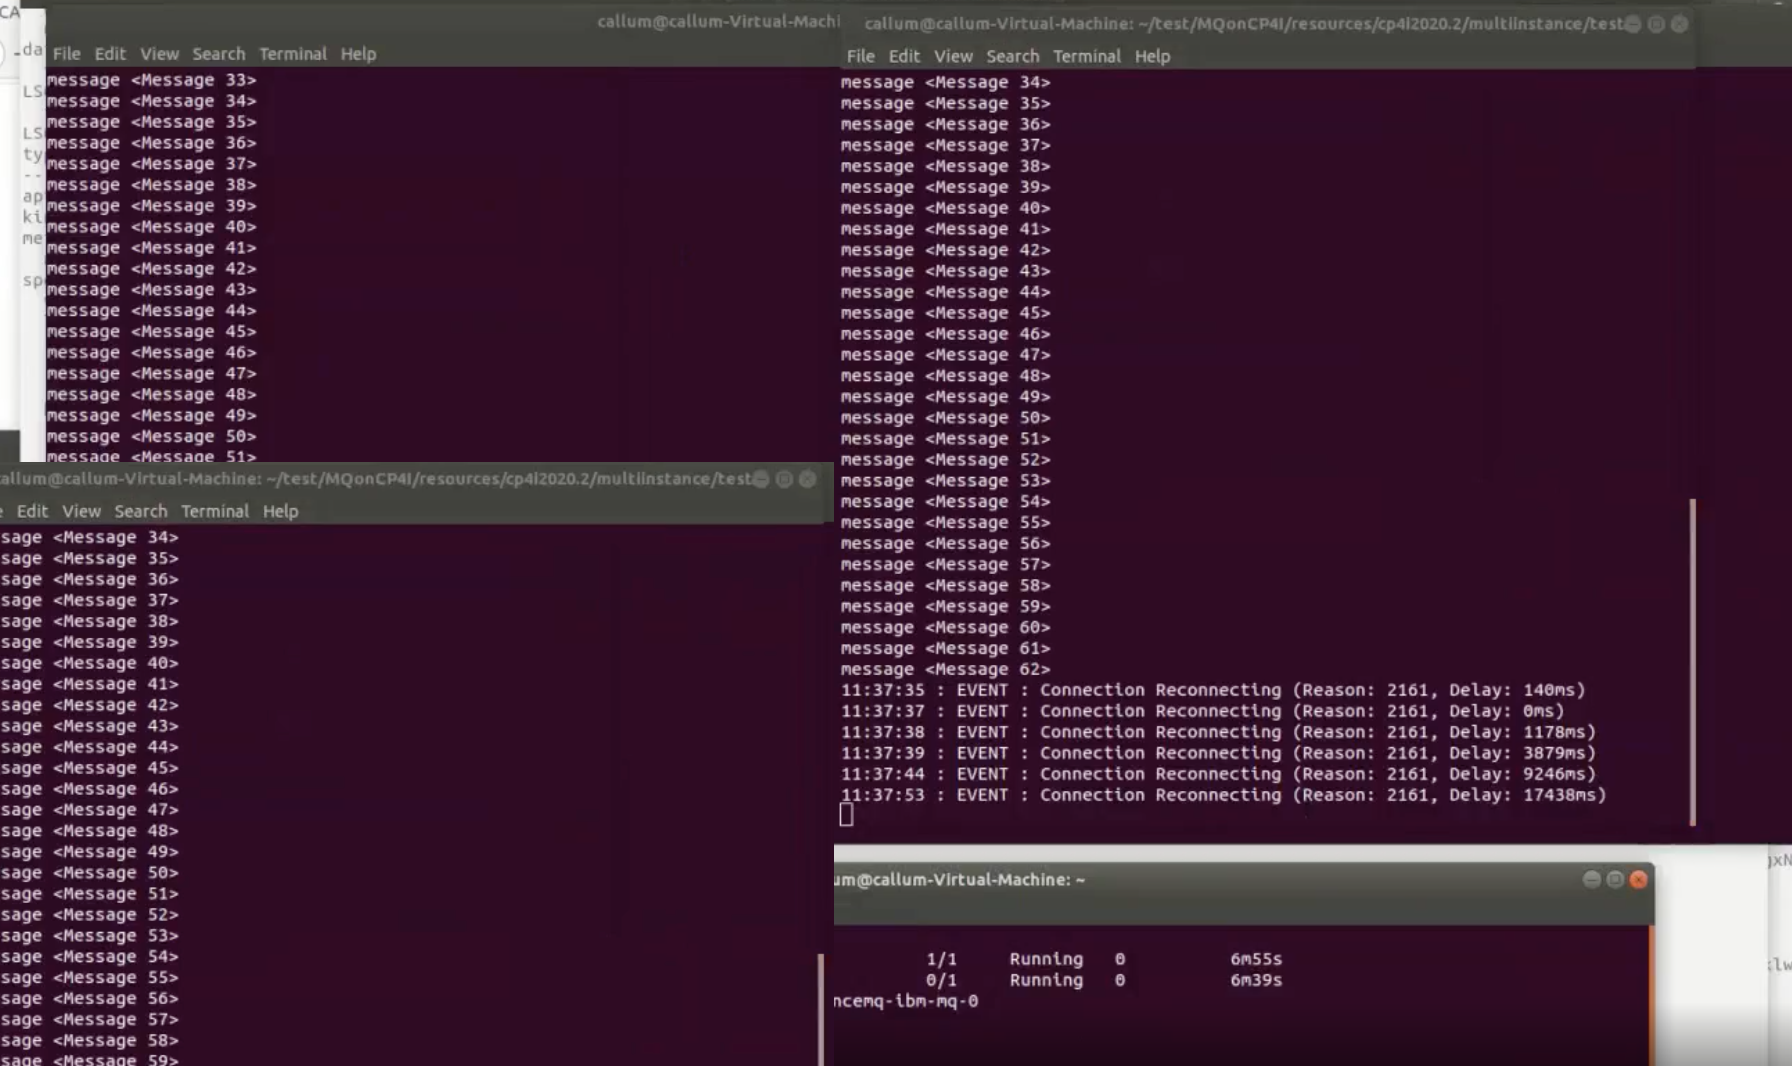 CA
-da
LS
LS
ty
--
ap
ki
me
sp
callum@callum-Virtual-Machi
File Edit View Search Terminal Help
message <Message 33>
message <Message 34>
message <Message 35>
message <Message 36>
message <Message 37>
message <Message 38>
message <Message 39>
message <Message 40>
message <Message 41>
message <Message 42>
message <Message 43>
message <Message 44>
message <Message 45>
message <Message 46>
message <Message 47>
message <Message 48>
message <Message 49>
message <Message 50>
message <Message 51>
callum@callum-Virtual-Machine: ~/test/MQonCP4I/resources/cp4i2020.2/multiinstance/test
File Edit View Search Terminal Help
message <Message 34>
message <Message 35>
message <Message 36>
message <Message 37>
message <Message 38>
message <Message 39>
message <Message 40>
message <Message 41>
message <Message 42>
message <Message 43>
message <Message 44>
message <Message 45>
message <Message 46>
message <Message 47>
message <Message 48>
message <Message 49>
message <Message 50>
message <Message 51>
message <Message 52>
message <Message 53>
message <Message 54>
message <Message 55>
message <Message 56>
message <Message 57>
message <Message 58>
message <Message 59>
message <Message 60>
message <Message 61>
message <Message 62>
11:37:35 : EVENT : Connection Reconnecting (Reason: 2161, Delay: 140ms)
11:37:37 : EVENT : Connection Reconnecting (Reason: 2161, Delay: 0ms)
11:37:38 : EVENT : Connection Reconnecting (Reason: 2161, Delay: 1178ms)
11:37:39 : EVENT : Connection Reconnecting (Reason: 2161, Delay: 3879ms)
11:37:44 : EVENT : Connection Reconnecting (Reason: 2161, Delay: 9246ms)
11:37:53 : EVENT : Connection Reconnecting (Reason: 2161, Delay: 17438ms)
allum@callum-Virtual-Machine: ~/test/MQonCP4I/resources/cp4i2020.2/multiinstance/test
e Edit View Search Terminal Help
sage <Message 34>
sage <Message 35>
sage <Message 36>
sage <Message 37>
sage <Message 38>
sage <Message 39>
sage <Message 40>
sage <Message 41>
sage <Message 42>
sage <Message 43>
sage <Message 44>
sage <Message 45>
sage <Message 46>
sage <Message 47>
sage <Message 48>
sage <Message 49>
sage <Message 50>
sage <Message 51>
sage <Message 52>
sage <Message 53>
sage <Message 54>
sage <Message 55>
sage <Message 56>
sage <Message 57>
sage <Message 58>
sage <Message 59>
um@callum-Virtual-Machine: ~
1/1 Running 0 6m55s
0/1 Running 0 6m39s
ncemq-ibm-mq-0